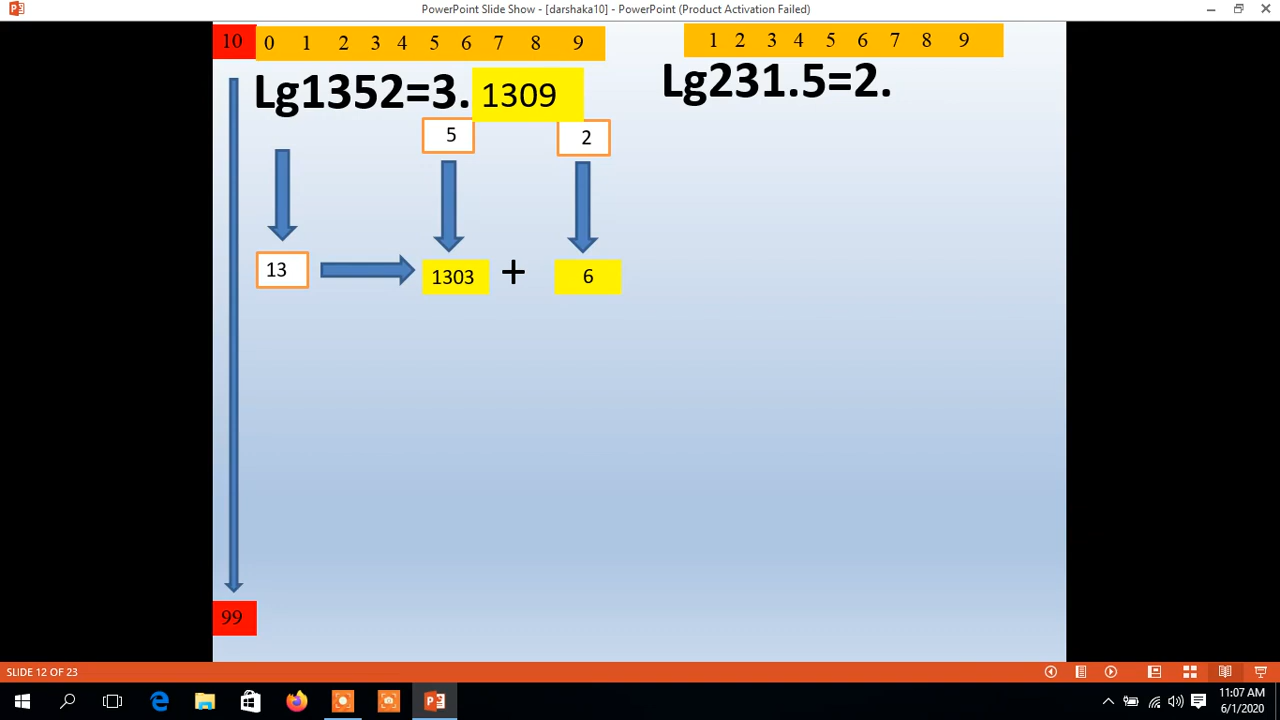 PowerPoint Slide Show - [darshaka10] - PowerPoint (Product Activation Failed)
10 0 1 2 3 4 5 6 7 8 9
1 2 3 4 5 6 7 8 9
Lg1352=3. 1309
Lg231.5=2.
5 2
13 1303 + 6
99
SLIDE 12 OF 23
11:07 AM
6/1/2020